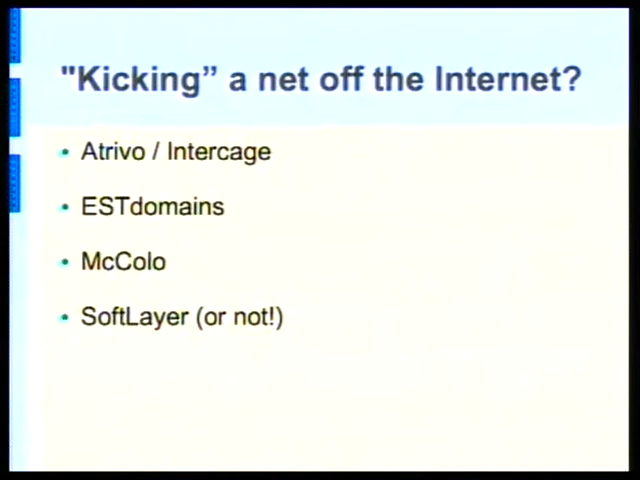 "Kicking” a net off the Internet?
• Atrivo / Intercage
• ESTdomains
• McColo
• SoftLayer (or not!)